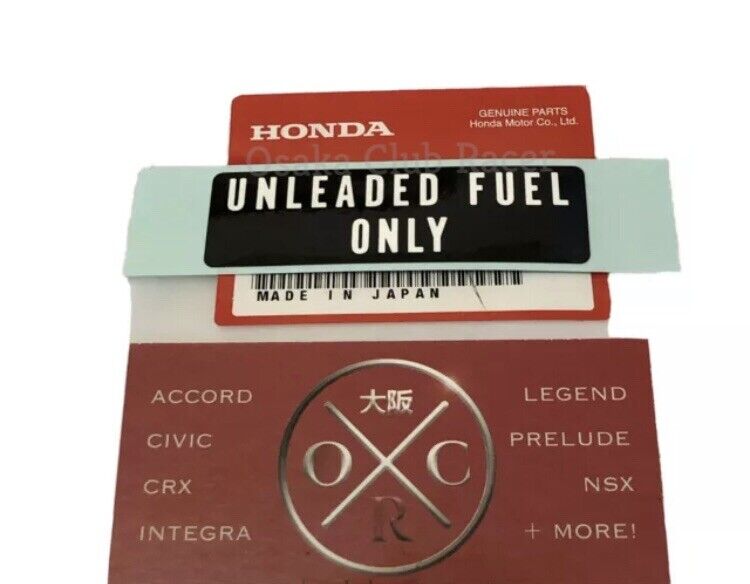 GENUINE PARTS
HONDA
Honda Motor Co., Ltd.
Osaka Club Racer
UNLEADED FUEL
ONLY
MADE IN JAPAN
ACCORD
CIVIC
CRX
INTEGRA
大阪
O C
R
LEGEND
PRELUDE
NSX
+ MORE!